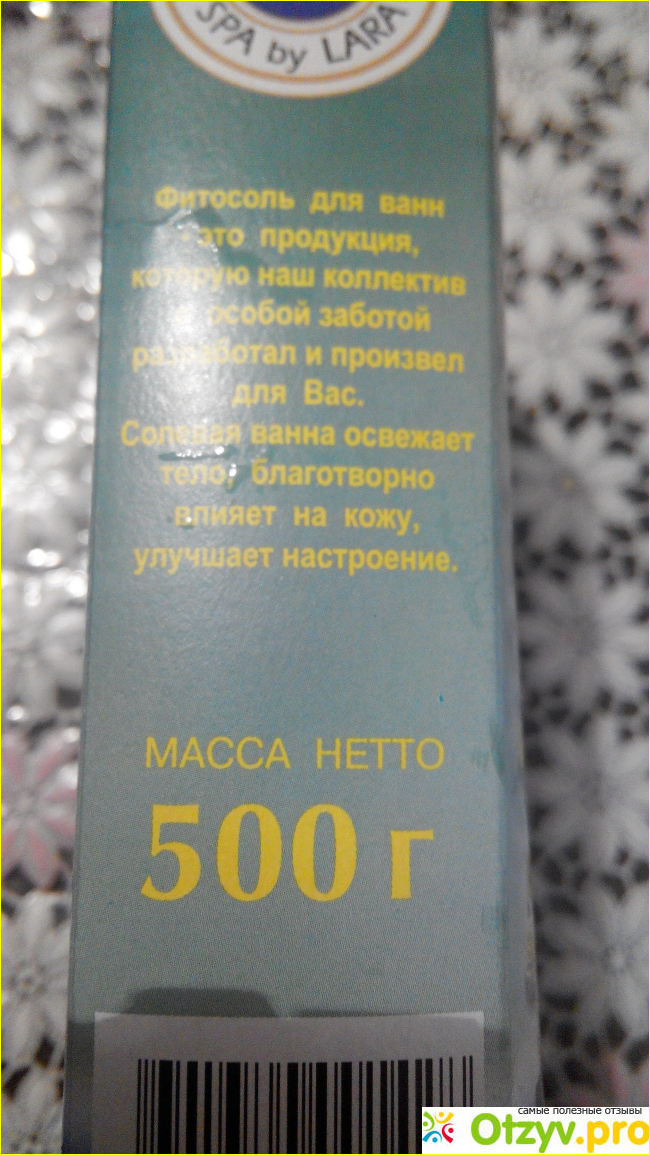 SPA by LARA
Фитосоль для ванн
- это продукция,
которую наш коллектив
с особой заботой
разработал и произвел
для Вас.
Солевая ванна освежает
тело, благотворно
влияет на кожу,
улучшает настроение.
МАССА НЕТТО
500 г
самые полезные отзывы
Otzyv.pro